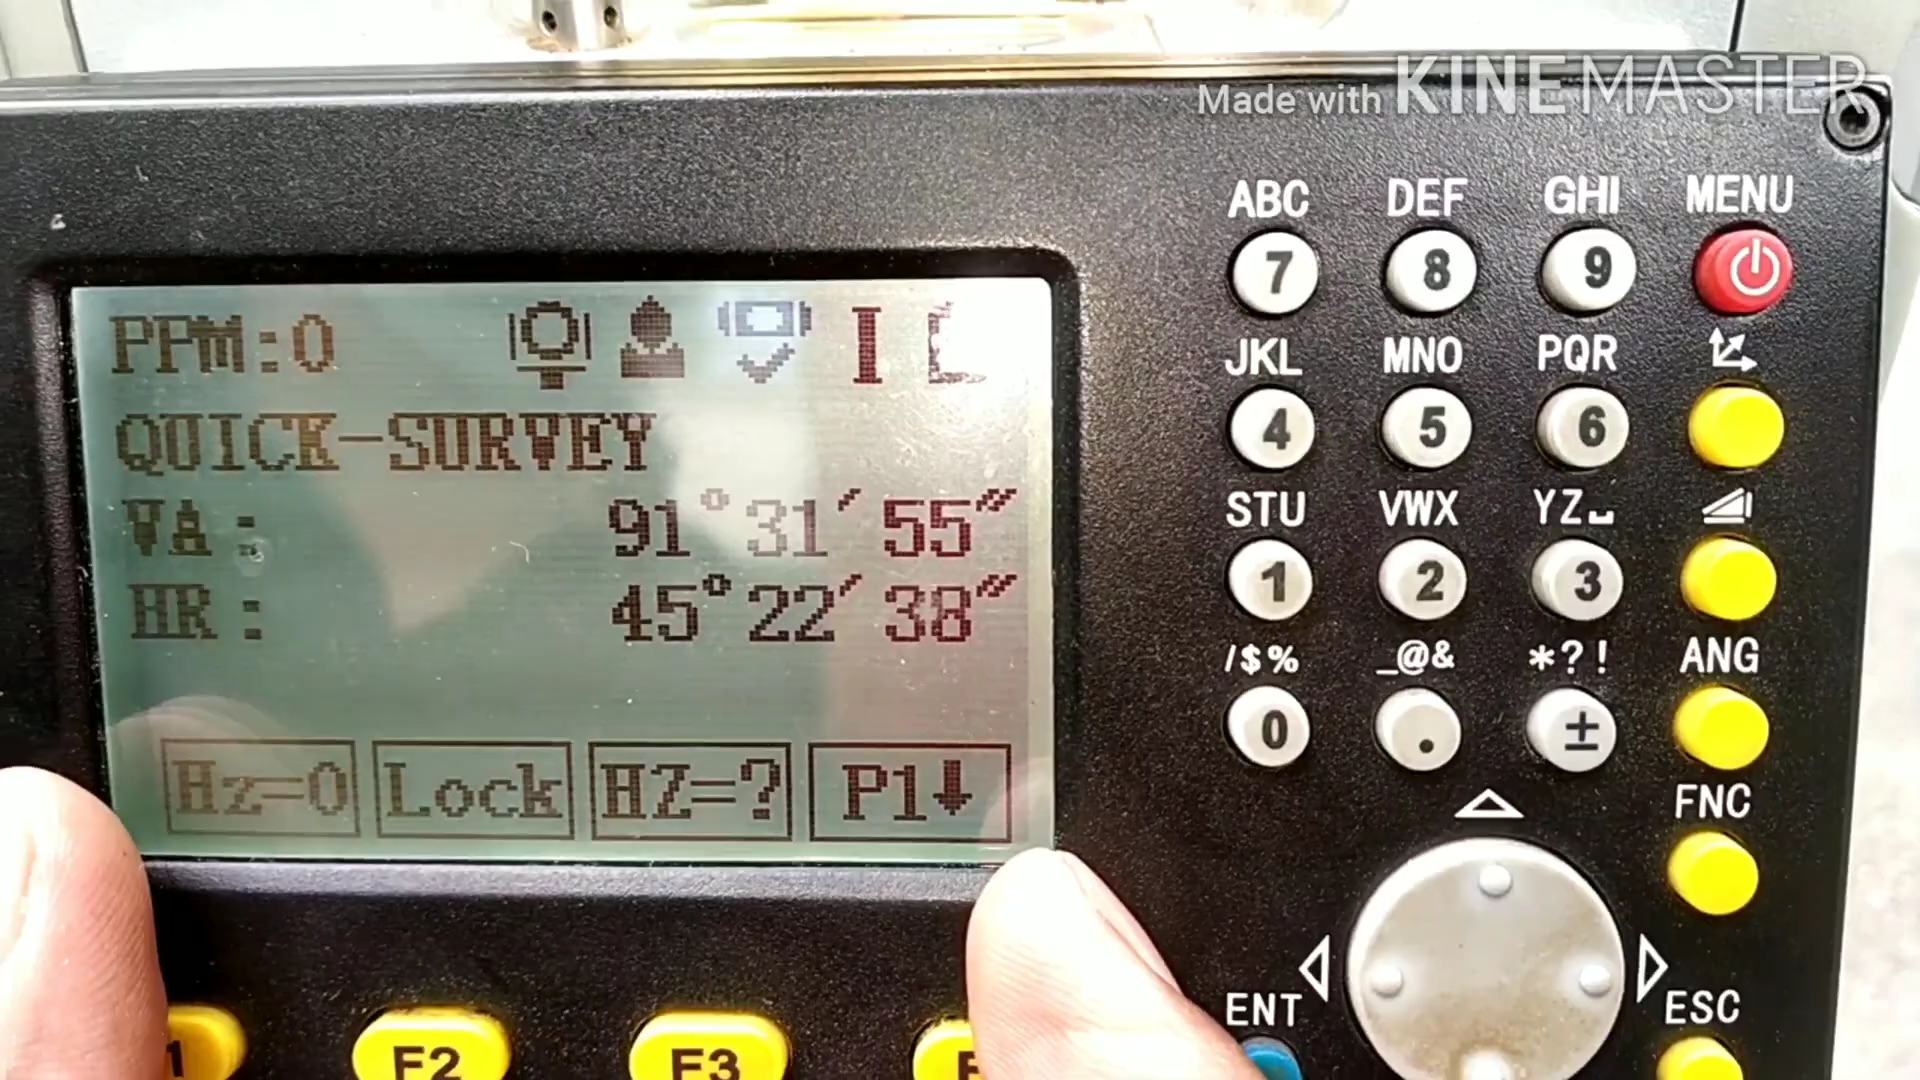 Made with KINEMASTER
PPM:0 I
QUICK-SURVEY
VA: 91°31′55″
HR: 45°22′38″
Hz=0 Lock HZ=? P1↓
ABC DEF GHI MENU
7 8 9
JKL MNO PQR
4 5 6
STU VWX YZ␣
1 2 3
/$% _@& *?! ANG
0 . ±
FNC
ENT ESC
F2 F3